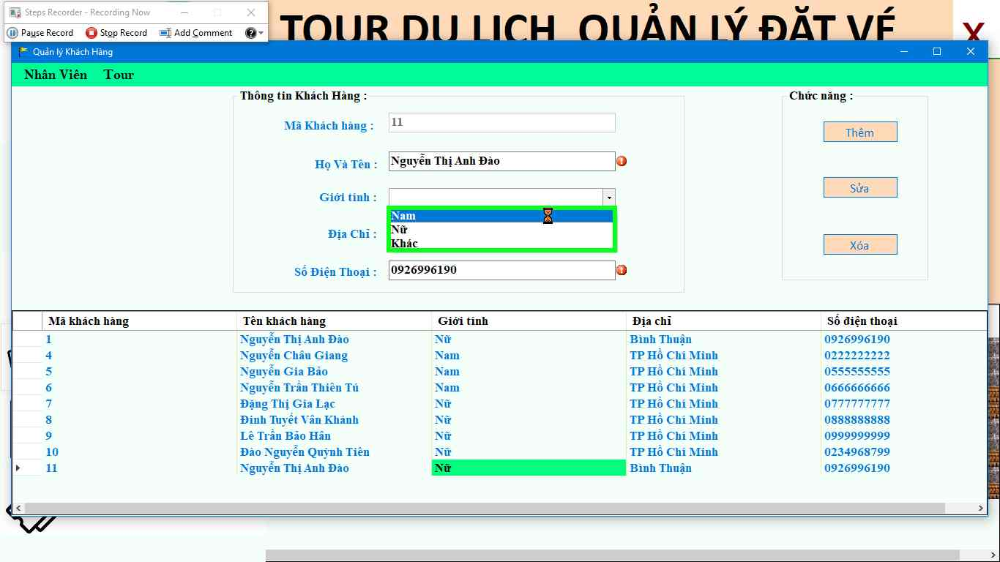 Steps Recorder - Recording Now
Pause Record Stop Record Add Comment
TOUR DU LỊCH QUẢN LÝ ĐẶT VÉ
X
Quản lý Khách Hàng
Nhân Viên Tour
Thông tin Khách Hàng :
Mã Khách hàng : 11
Họ Và Tên : Nguyễn Thị Anh Đào
Giới tính :
Nam
Nữ
Khác
Địa Chỉ :
Số Điện Thoại : 0926996190
Chức năng :
Thêm
Sửa
Xóa
Mã khách hàng Tên khách hàng Giới tính Địa chỉ Số điện thoại
1 Nguyễn Thị Anh Đào Nữ Bình Thuận 0926996190
4 Nguyễn Châu Giang Nam TP Hồ Chí Minh 0222222222
5 Nguyễn Gia Bảo Nam TP Hồ Chí Minh 0555555555
6 Nguyễn Trần Thiên Tú Nam TP Hồ Chí Minh 0666666666
7 Đặng Thị Gia Lạc Nữ TP Hồ Chí Minh 0777777777
8 Đinh Tuyết Vân Khánh Nữ TP Hồ Chí Minh 0888888888
9 Lê Trần Bảo Hân Nữ TP Hồ Chí Minh 0999999999
10 Đào Nguyễn Quỳnh Tiên Nữ TP Hồ Chí Minh 0234968799
11 Nguyễn Thị Anh Đào Nữ Bình Thuận 0926996190